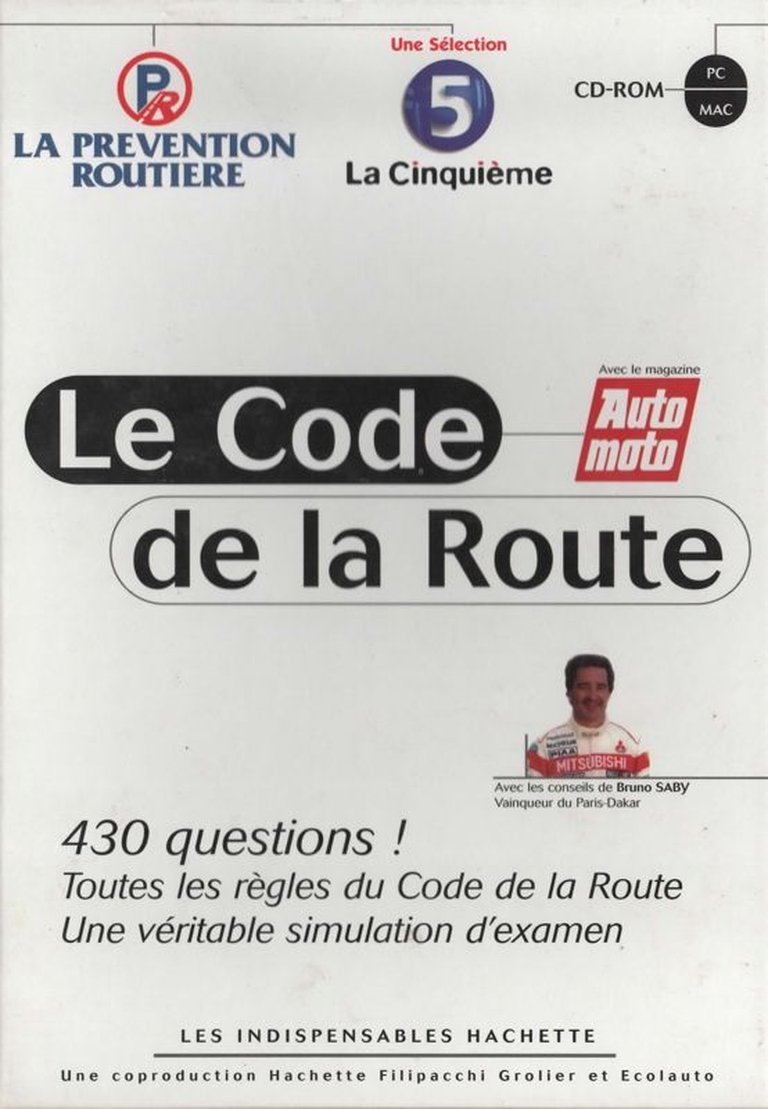 Une Sélection
PR
LA PREVENTION
ROUTIERE
5
La Cinquième
CD-ROM
PC
MAC
Avec le magazine
Auto
moto
Le Code
de la Route
PIAA
MITSUBISHI
Avec les conseils de Bruno SABY
Vainqueur du Paris-Dakar
430 questions !
Toutes les règles du Code de la Route
Une véritable simulation d'examen
LES INDISPENSABLES HACHETTE
Une coproduction Hachette Filipacchi Grolier et Ecolauto